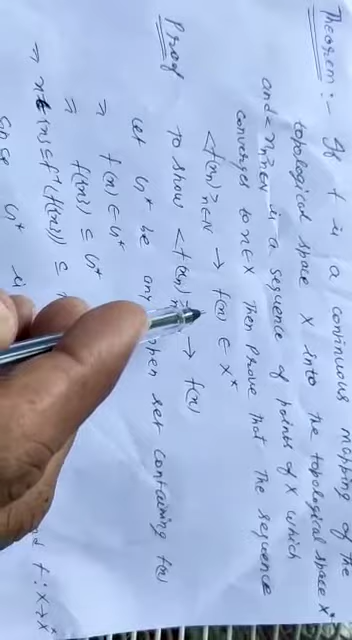 Theorem :- If f is a continuous mapping of the
topological space X into the topological space X*
and <xn>n∈N is a sequence of points of X which
converges to x∈X Then Prove that The sequence
<f(xn)>n∈N → f(x) ∈ X*
Proof To show <f(xn)> → f(x)
Let G* be any open set containing f(x)
⇒ f(x) ∈ G*
⇒ f({x}) ⊆ G*
⇒ {x} ⊆ f⁻¹(f({x})) ⊆
Since G* is
f: X→X*